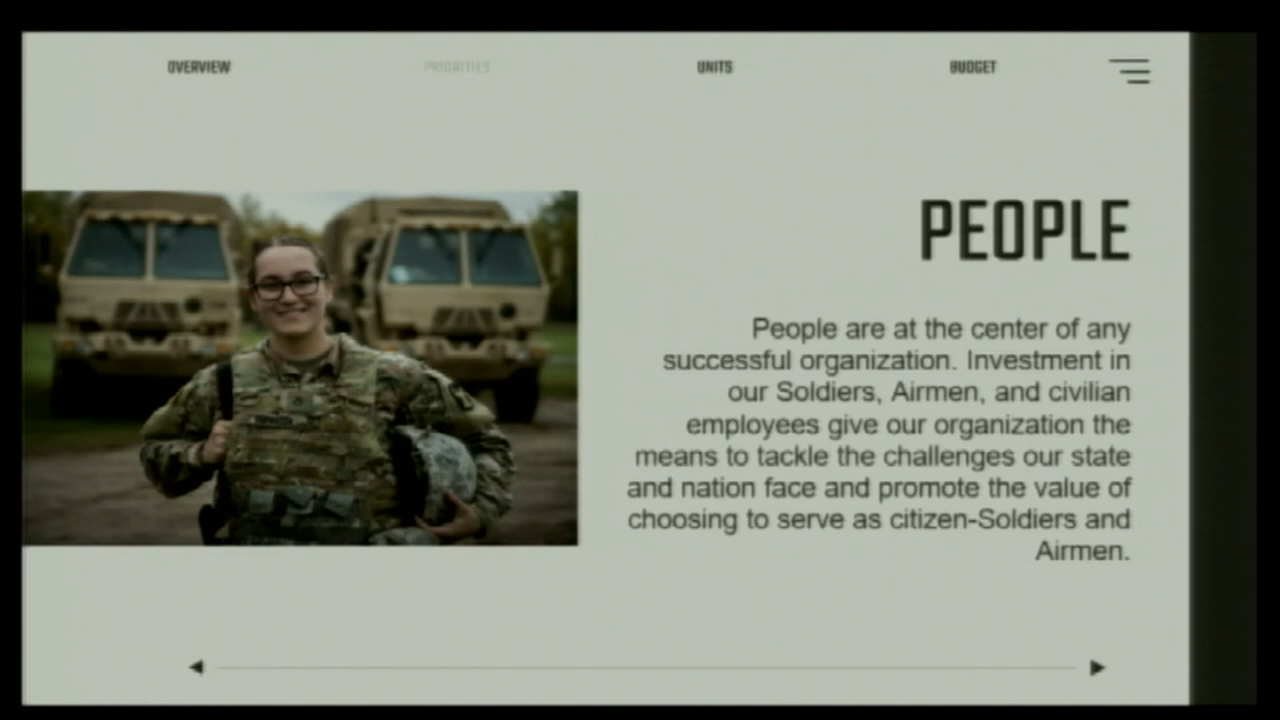 OVERVIEW
PRIORITIES
UNITS
BUDGET
PEOPLE
People are at the center of any
successful organization. Investment in
our Soldiers, Airmen, and civilian
employees give our organization the
means to tackle the challenges our state
and nation face and promote the value of
choosing to serve as citizen-Soldiers and
Airmen.